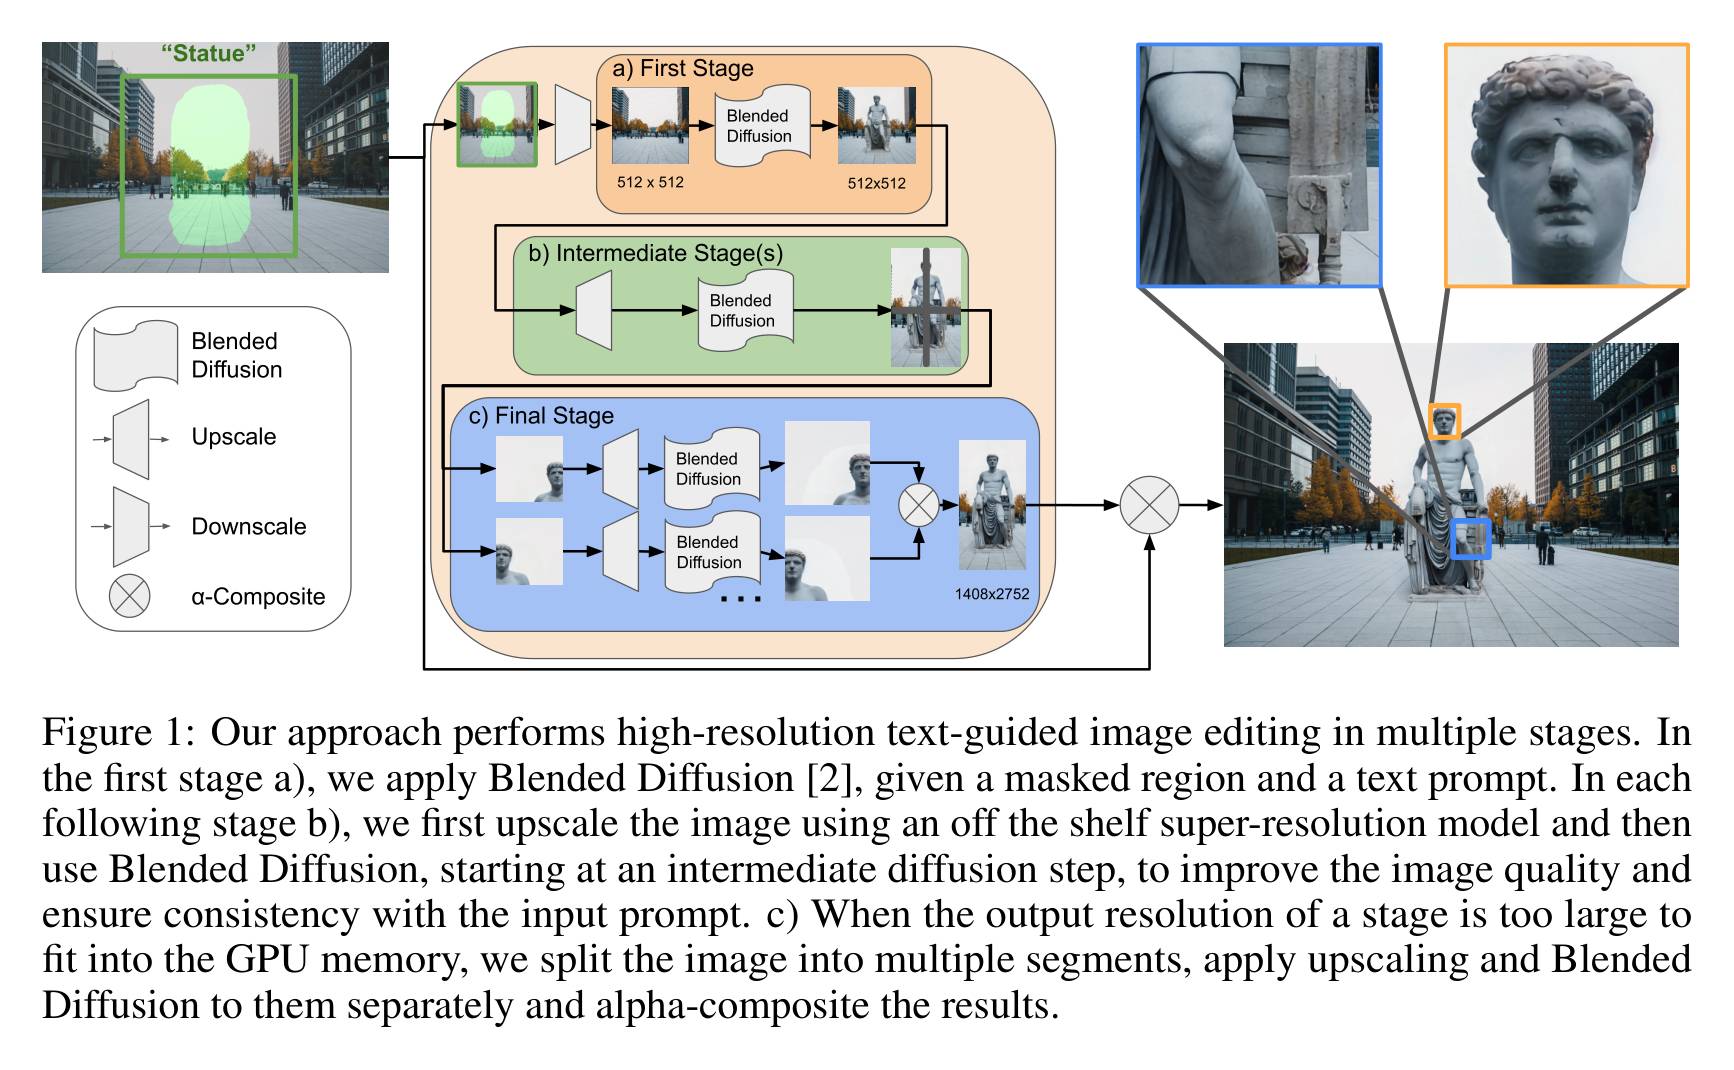 “Statue”
a) First Stage
Blended
Diffusion
512 x 512
512x512
b) Intermediate Stage(s)
Blended
Diffusion
Blended
Diffusion
Upscale
Downscale
α-Composite
c) Final Stage
Blended
Diffusion
Blended
Diffusion
. . .
1408x2752
Figure 1: Our approach performs high-resolution text-guided image editing in multiple stages. In
the first stage a), we apply Blended Diffusion [2], given a masked region and a text prompt. In each
following stage b), we first upscale the image using an off the shelf super-resolution model and then
use Blended Diffusion, starting at an intermediate diffusion step, to improve the image quality and
ensure consistency with the input prompt. c) When the output resolution of a stage is too large to
fit into the GPU memory, we split the image into multiple segments, apply upscaling and Blended
Diffusion to them separately and alpha-composite the results.